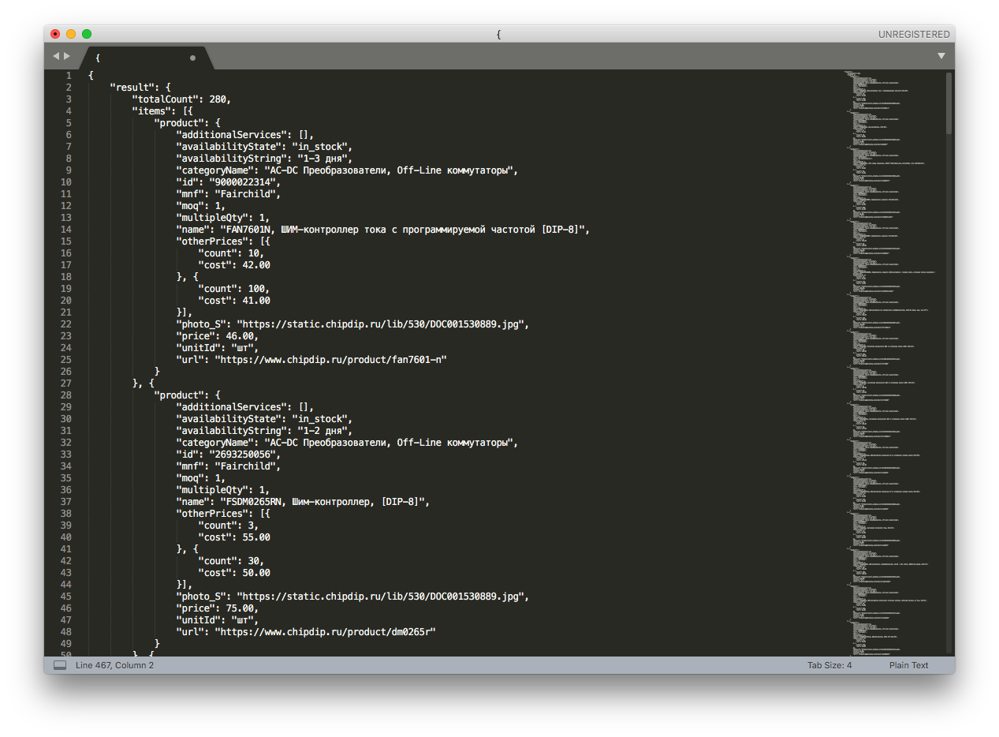 {
UNREGISTERED
{
1 {
2 "result": {
3 "totalCount": 280,
4 "items": [{
5 "product": {
6 "additionalServices": [],
7 "availabilityState": "in_stock",
8 "availabilityString": "1–3 дня",
9 "categoryName": "AC–DC Преобразователи, Off–Line коммутаторы",
10 "id": "9000022314",
11 "mnf": "Fairchild",
12 "moq": 1,
13 "multipleQty": 1,
14 "name": "FAN7601N, ШИМ–контроллер тока с программируемой частотой [DIP–8]",
15 "otherPrices": [{
16 "count": 10,
17 "cost": 42.00
18 }, {
19 "count": 100,
20 "cost": 41.00
21 }],
22 "photo_S": "https://static.chipdip.ru/lib/530/DOC001530889.jpg",
23 "price": 46.00,
24 "unitId": "шт",
25 "url": "https://www.chipdip.ru/product/fan7601–n"
26 }
27 }, {
28 "product": {
29 "additionalServices": [],
30 "availabilityState": "in_stock",
31 "availabilityString": "1–2 дня",
32 "categoryName": "AC–DC Преобразователи, Off–Line коммутаторы",
33 "id": "2693250056",
34 "mnf": "Fairchild",
35 "moq": 1,
36 "multipleQty": 1,
37 "name": "FSDM0265RN, Шим–контроллер, [DIP–8]",
38 "otherPrices": [{
39 "count": 3,
40 "cost": 55.00
41 }, {
42 "count": 30,
43 "cost": 50.00
44 }],
45 "photo_S": "https://static.chipdip.ru/lib/530/DOC001530889.jpg",
46 "price": 75.00,
47 "unitId": "шт",
48 "url": "https://www.chipdip.ru/product/dm0265r"
49 }
50 }, {
Line 467, Column 2
Tab Size: 4
Plain Text